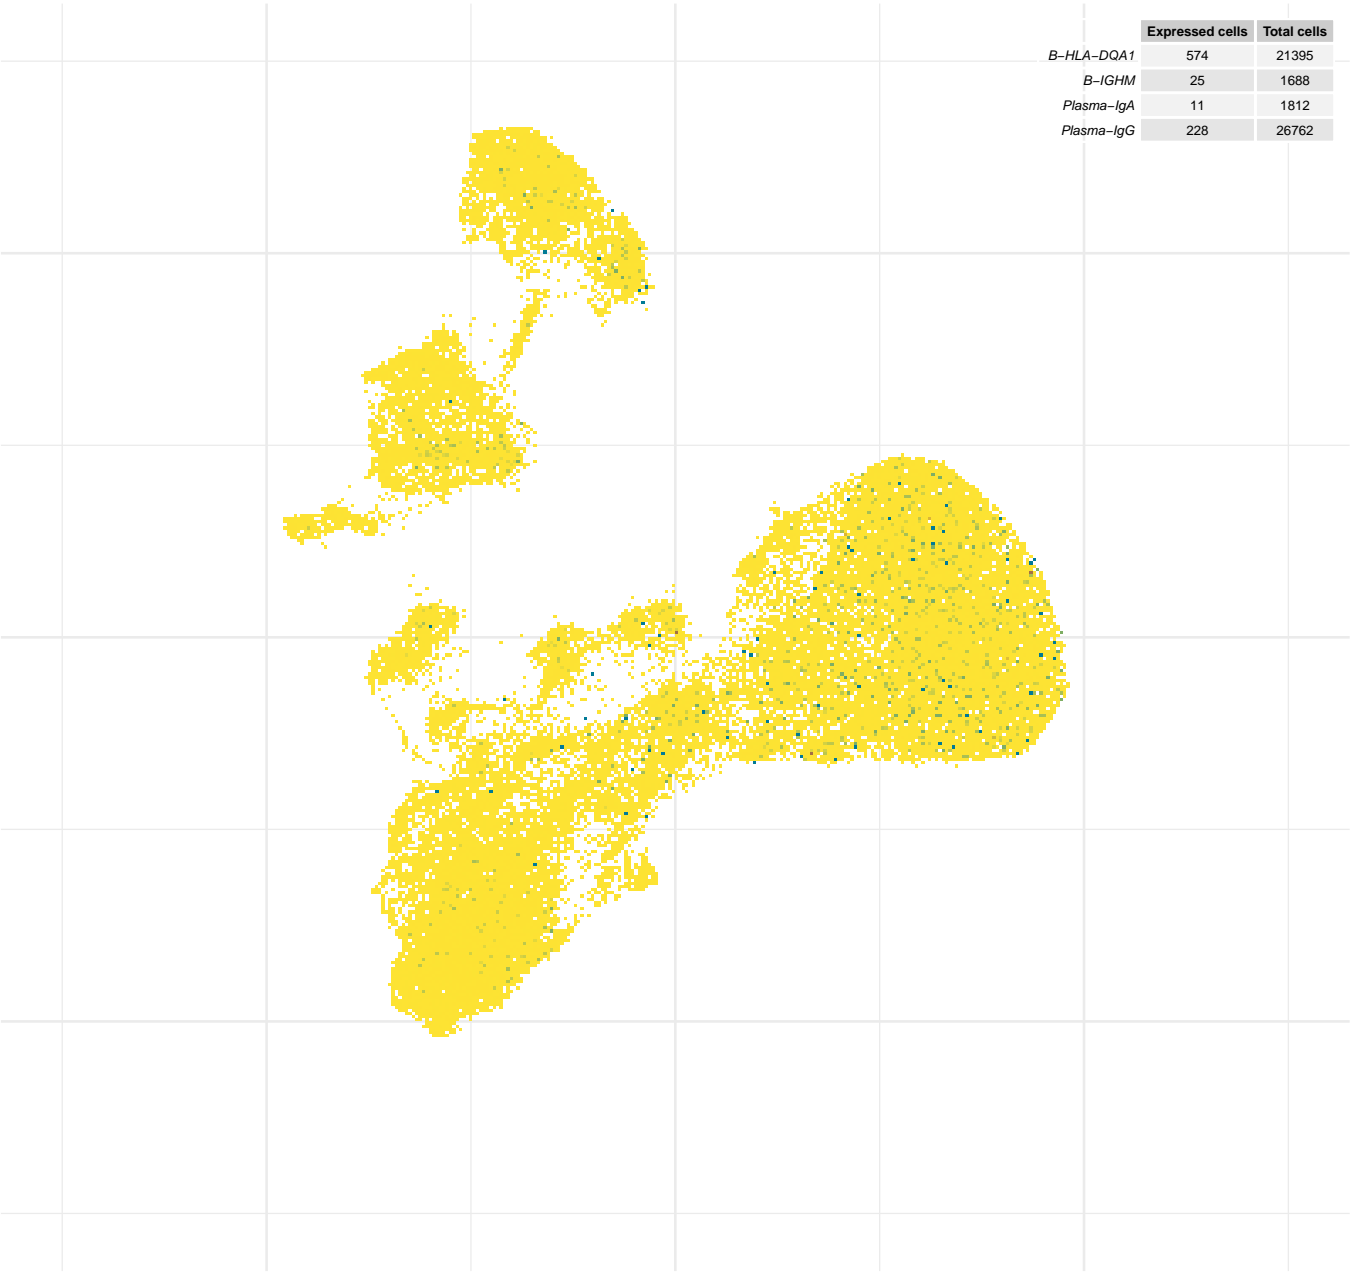 Expressed cells Total cells
B−HLA−DQA1 574 21395
B−IGHM 25 1688
Plasma−IgA 11 1812
Plasma−IgG 228 26762